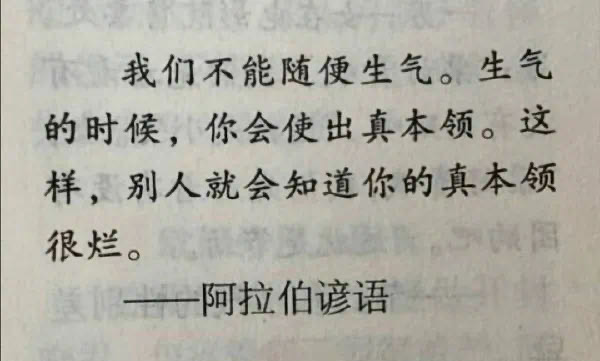 我们不能随便生气。生气
的时候，你会使出真本领。这
样，别人就会知道你的真本领
很烂。
——阿拉伯谚语